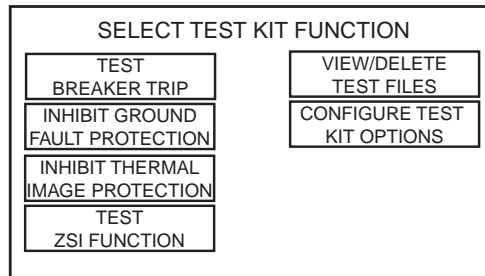 SELECT TEST KIT FUNCTION
TEST
BREAKER TRIP
INHIBIT GROUND
FAULT PROTECTION
INHIBIT THERMAL
IMAGE PROTECTION
TEST
ZSI FUNCTION
VIEW/DELETE
TEST FILES
CONFIGURE TEST
KIT OPTIONS